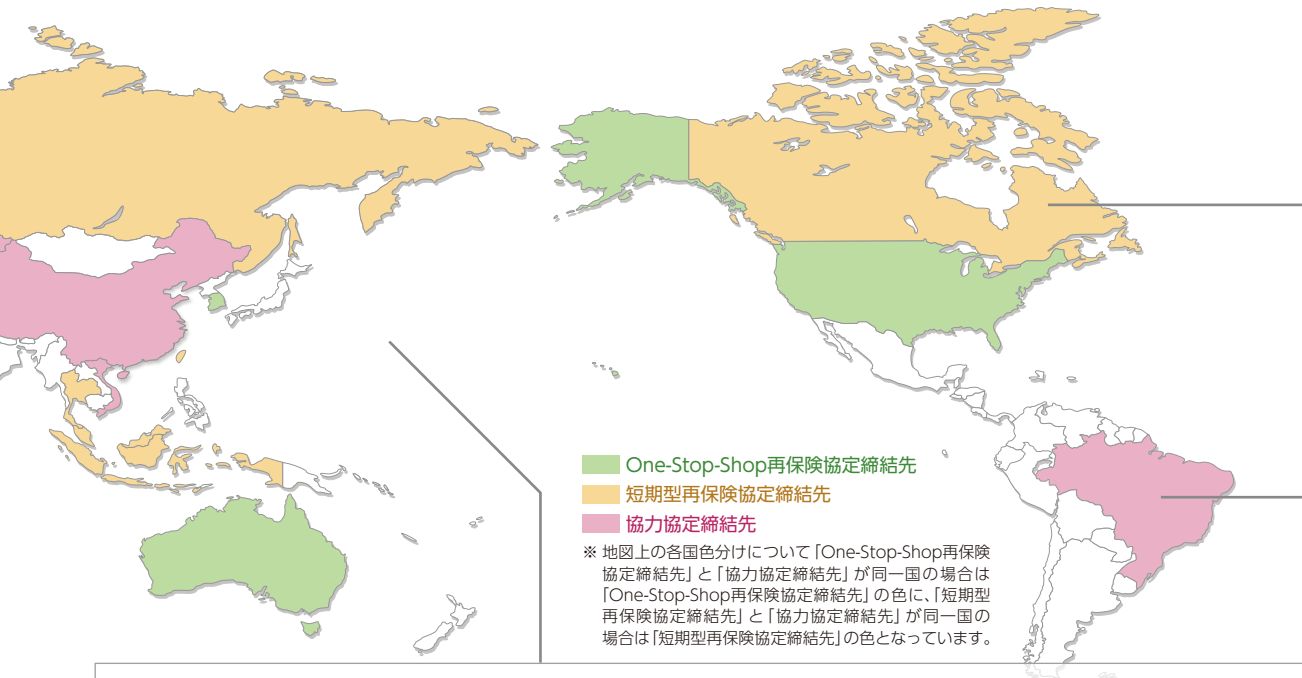 One-Stop-Shop再保険協定締結先
短期型再保険協定締結先
協力協定締結先
※ 地図上の各国色分けについて「One-Stop-Shop再保険
協定締結先」と「協力協定締結先」が同一国の場合は
「One-Stop-Shop再保険協定締結先」の色に、「短期型
再保険協定締結先」と「協力協定締結先」が同一国の
場合は「短期型再保険協定締結先」の色となっています。